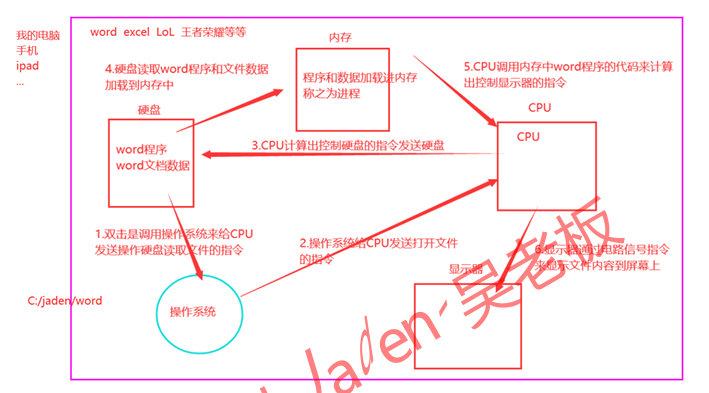 我的电脑
手机
ipad
...
word excel LoL 王者荣耀等等
内存
4.硬盘读取word程序和文件数据
加载到内存中
程序和数据加载进内存
称之为进程
5.CPU调用内存中word程序的代码来计算
出控制显示器的指令
硬盘
CPU
word程序
word文档数据
3.CPU计算出控制硬盘的指令发送硬盘
CPU
1.双击是调用操作系统来给CPU
发送操作硬盘读取文件的指令
2.操作系统给CPU发送打开文件
的指令
6.显示器通过电路信号指令
来显示文件内容到屏幕上
显示器
C:/jaden/word
操作系统
Jaden-吴老板